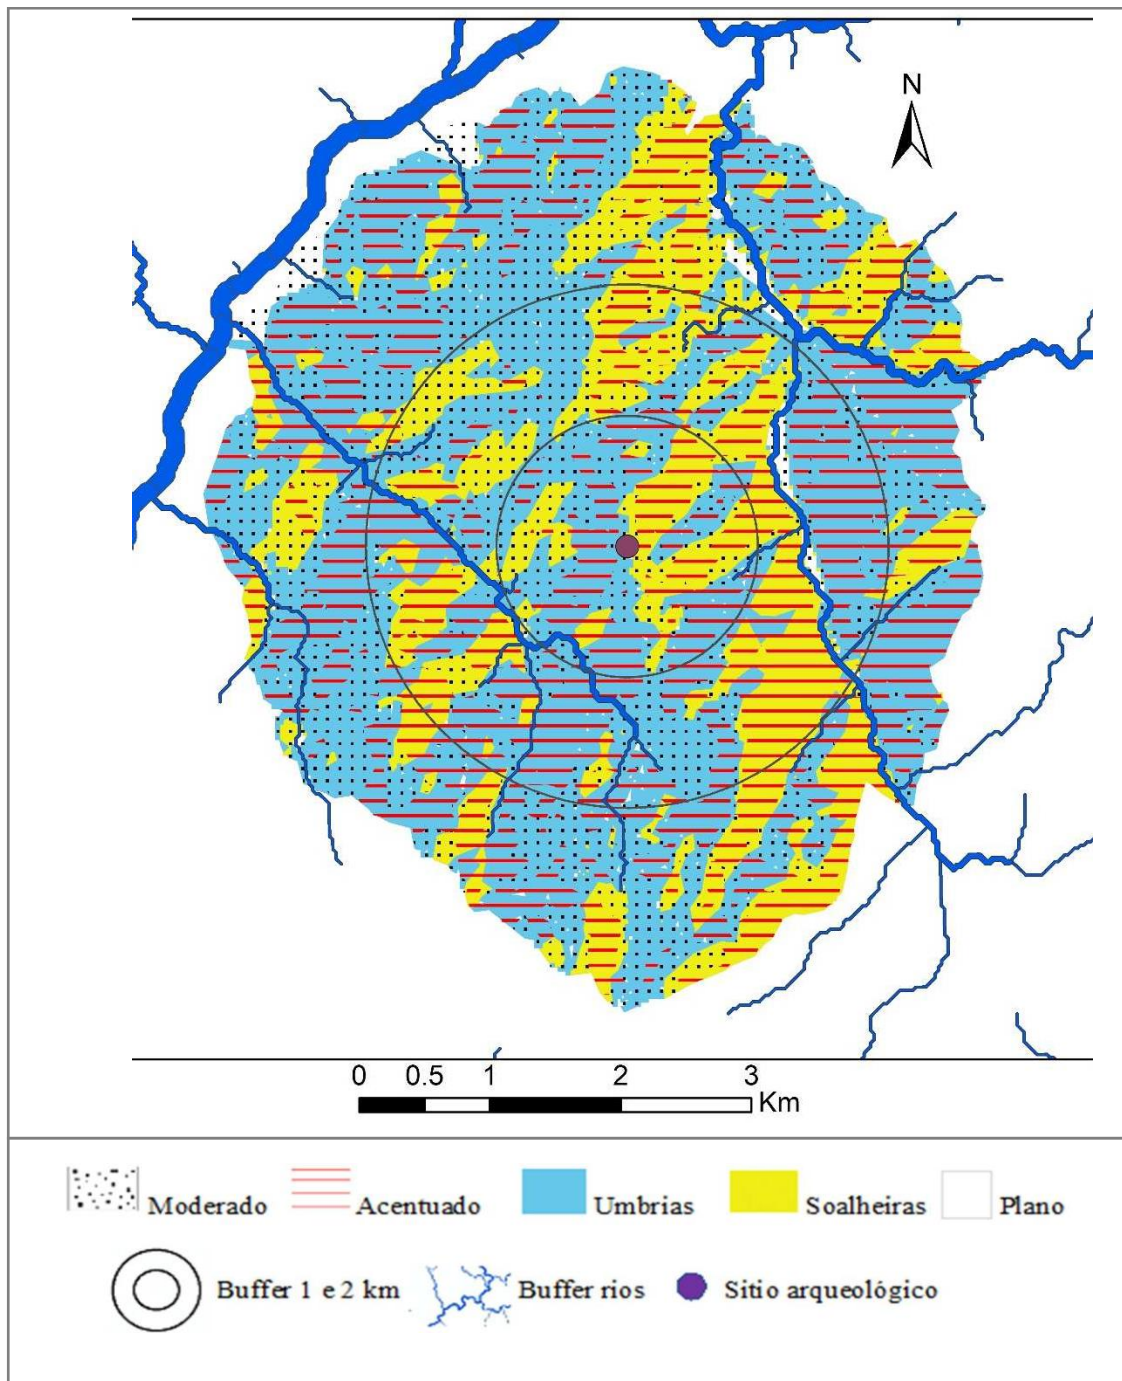 N
0 0.5 1 2 3
Km
Moderado Acentuado Umbrias Soalheiras Plano
Buffer 1 e 2 km Buffer rios Sitio arqueológico